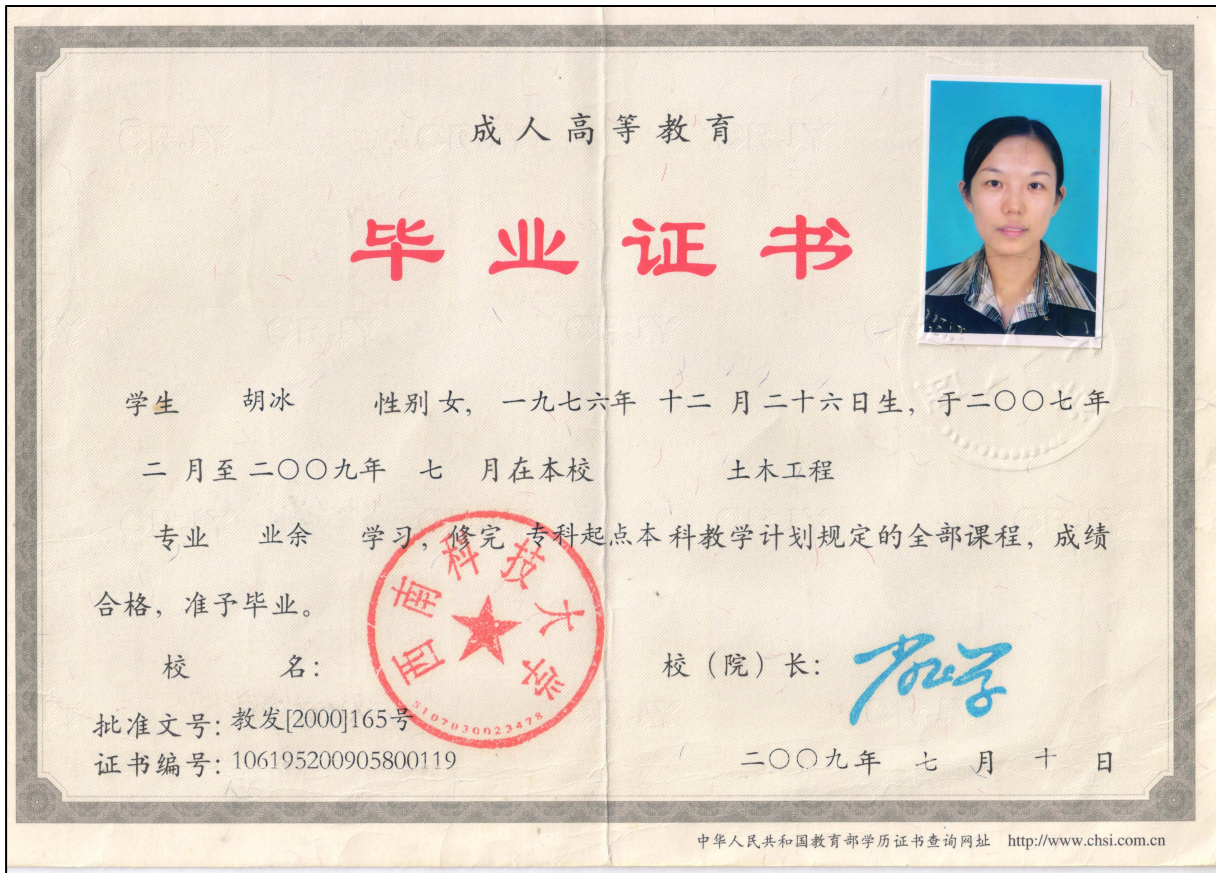 成人高等教育
毕业证书
学生 胡冰 性别 女, 一九七六年 十二 月 二十六日生, 于二〇〇七年
二 月至 二〇〇九年 七 月在本校 土木工程
专业 业余 学习, 修完 专科起点本科教学计划规定的全部课程, 成绩
合格, 准予毕业。
校 名:
西南科技大学
5107030023478
校（院）长:
批准文号: 教发[2000]165号
证书编号: 106195200905800119
二〇〇九年 七 月 十 日
中华人民共和国教育部学历证书查询网址 http://www.chsi.com.cn